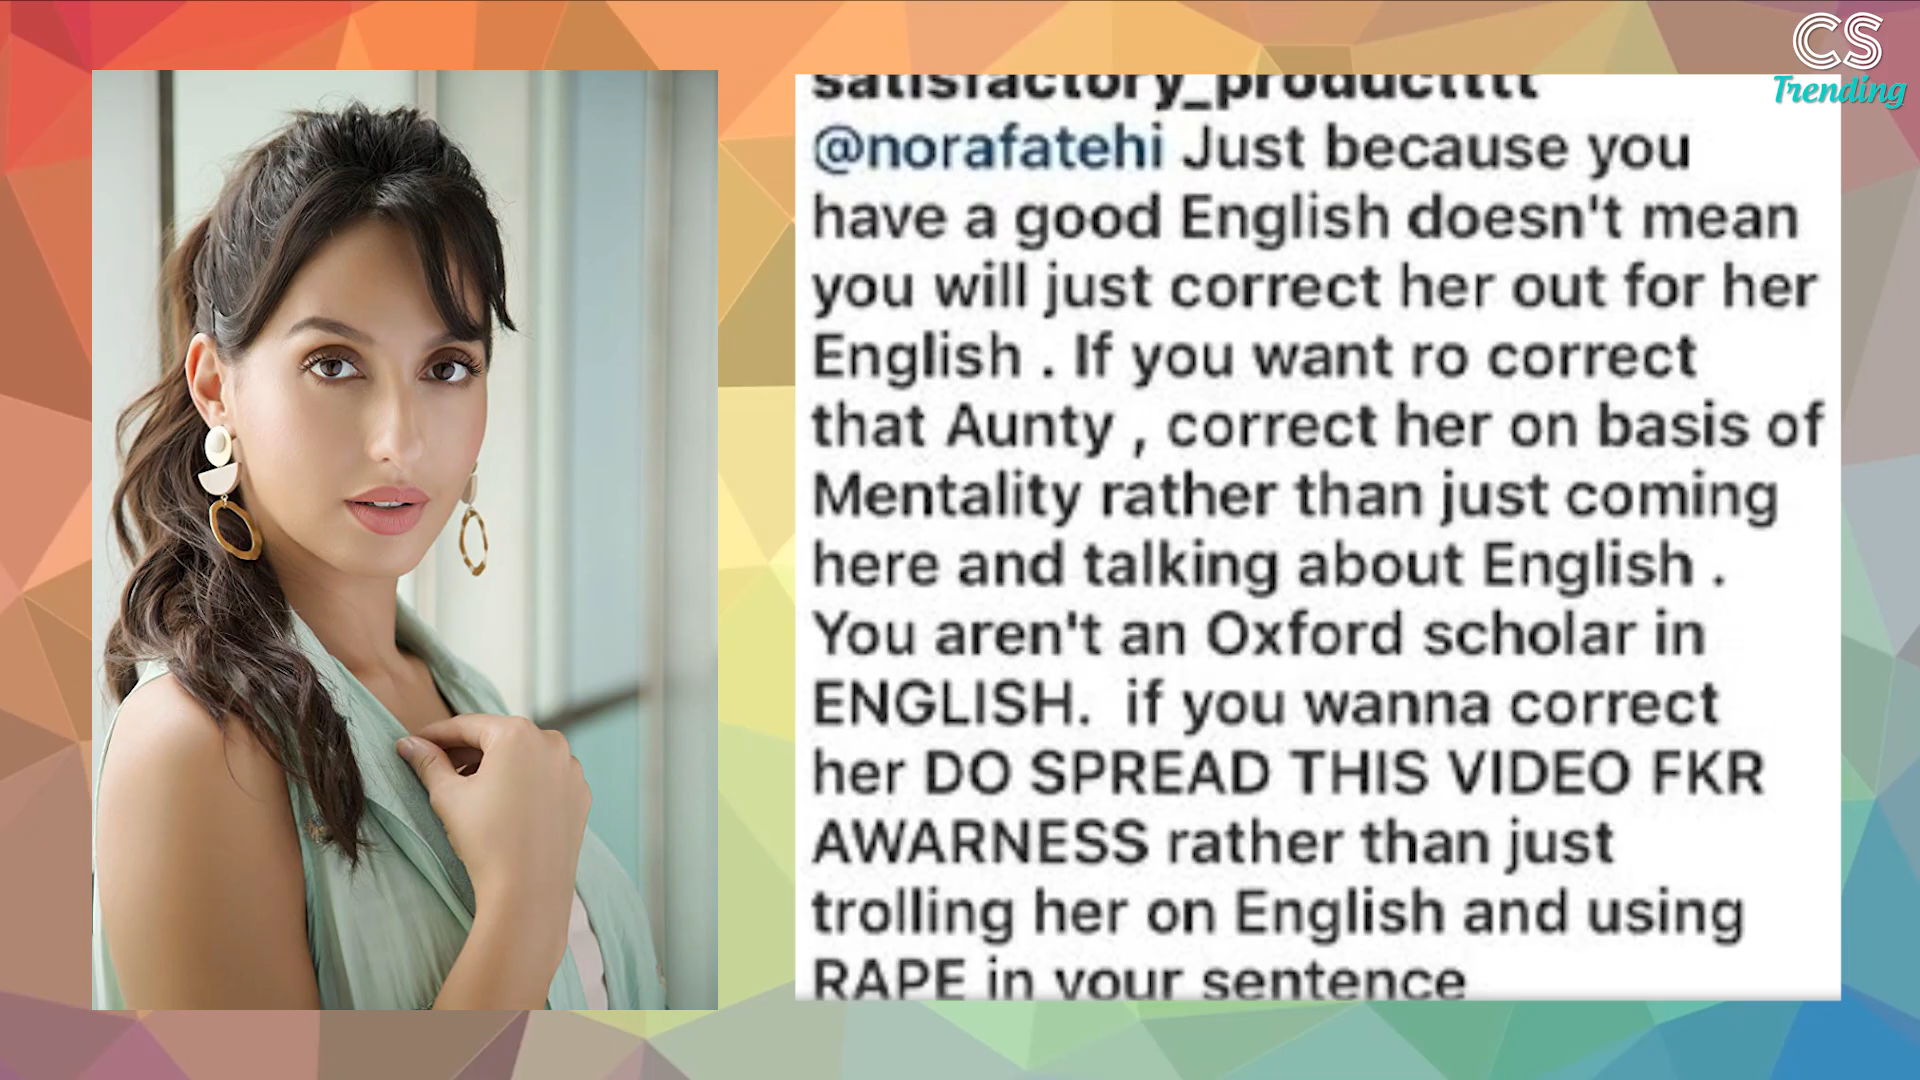 CS
Trending
satisfactory_productttt
@norafatehi Just because you
have a good English doesn't mean
you will just correct her out for her
English . If you want ro correct
that Aunty , correct her on basis of
Mentality rather than just coming
here and talking about English .
You aren't an Oxford scholar in
ENGLISH.  if you wanna correct
her DO SPREAD THIS VIDEO FKR
AWARNESS rather than just
trolling her on English and using
RAPE in your sentence